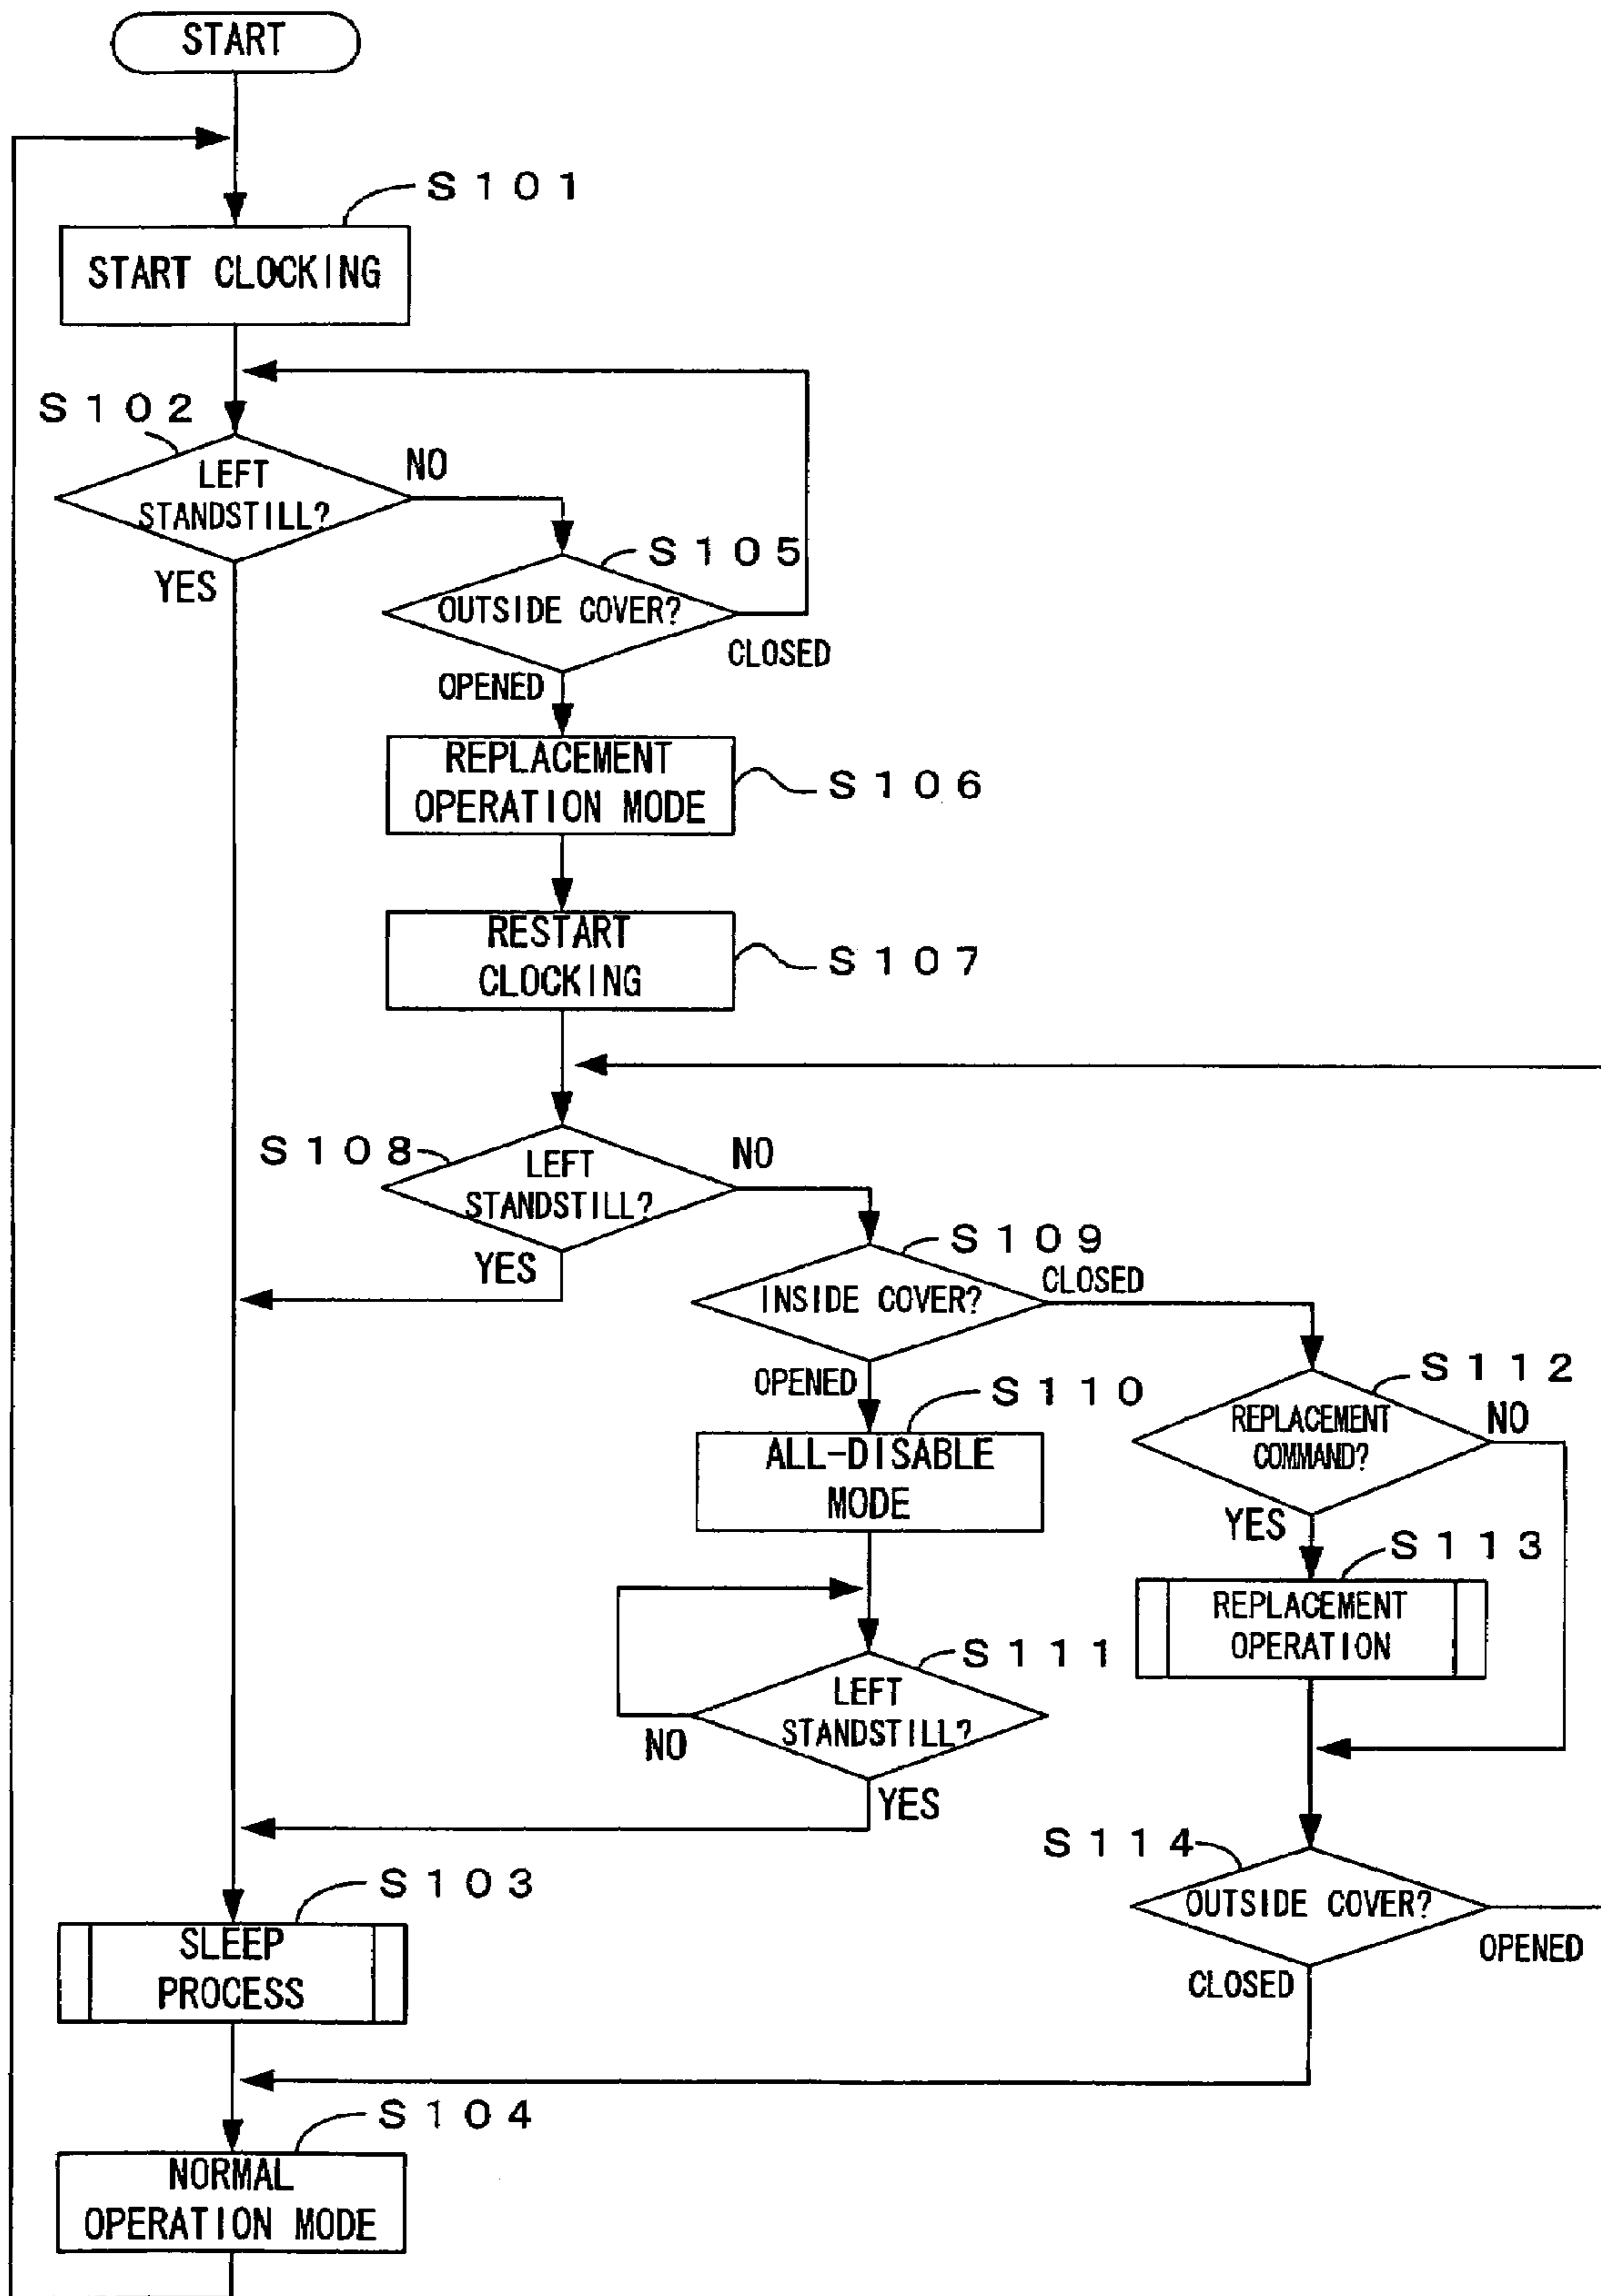 START
S101
START CLOCKING
S102
LEFT
STANDSTILL?
NO
YES
S105
OUTSIDE COVER?
CLOSED
OPENED
REPLACEMENT
OPERATION MODE
S106
RESTART
CLOCKING
S107
S108
LEFT
STANDSTILL?
NO
YES
S109
INSIDE COVER?
CLOSED
OPENED
S110
ALL-DISABLE
MODE
S112
REPLACEMENT
COMMAND?
NO
YES
S113
REPLACEMENT
OPERATION
S111
LEFT
STANDSTILL?
NO
YES
S114
OUTSIDE COVER?
OPENED
CLOSED
S103
SLEEP
PROCESS
S104
NORMAL
OPERATION MODE